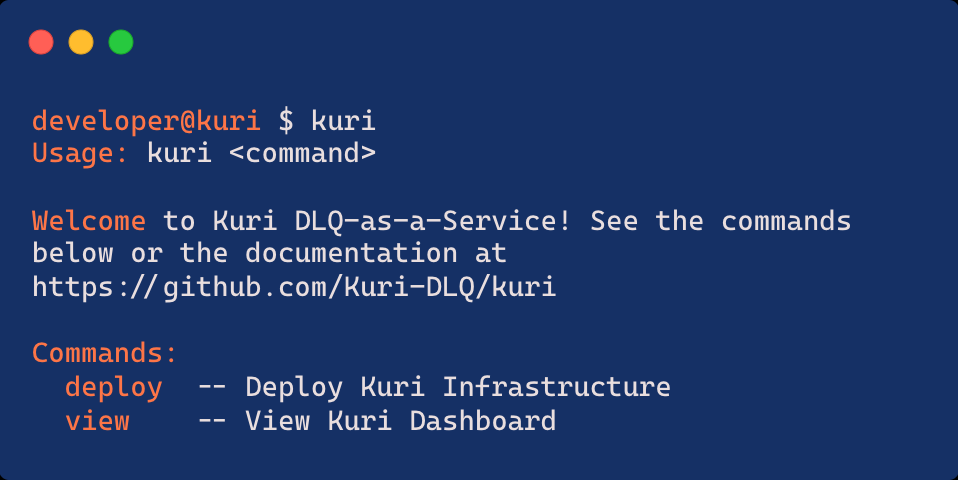 developer@kuri $ kuri
Usage: kuri <command>
Welcome to Kuri DLQ-as-a-Service! See the commands
below or the documentation at
https://github.com/Kuri-DLQ/kuri
Commands:
deploy -- Deploy Kuri Infrastructure
view -- View Kuri Dashboard